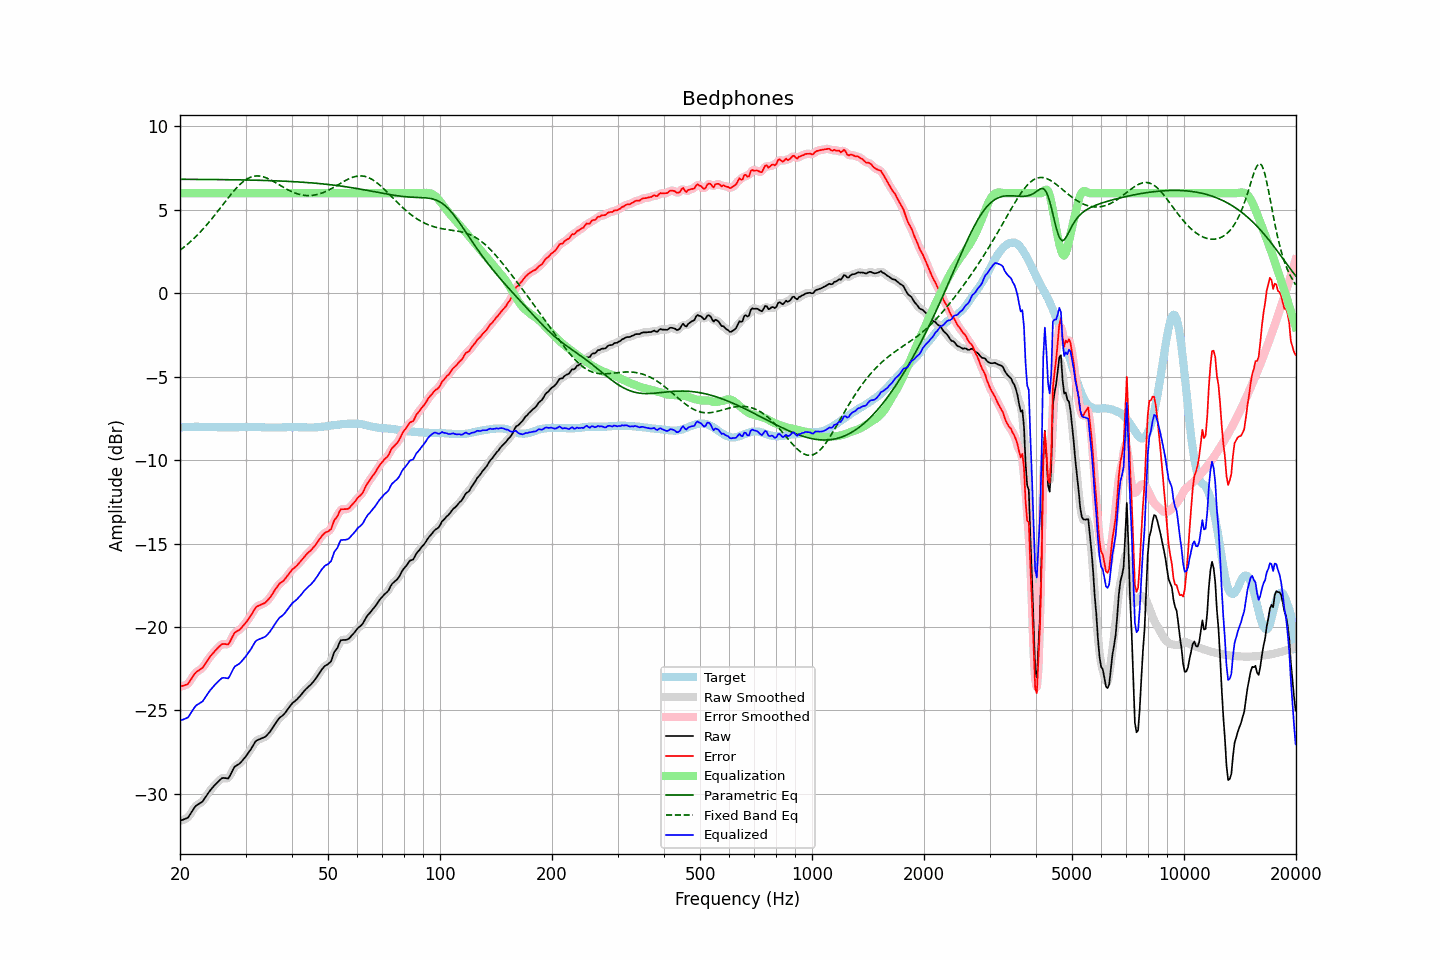 Bedphones
Amplitude (dBr)
10
5
0
−5
−10
−15
−20
−25
−30
Target
Raw Smoothed
Error Smoothed
Raw
Error
Equalization
Parametric Eq
Fixed Band Eq
Equalized
20
50
100
200
500
1000
2000
5000
10000
20000
Frequency (Hz)